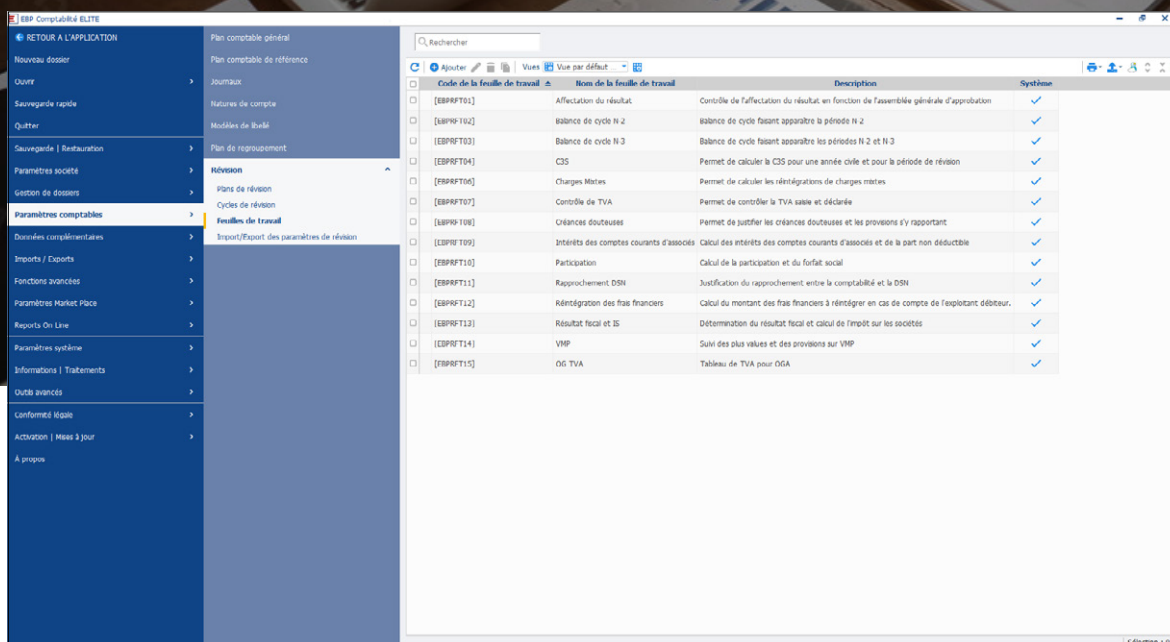 EBP Comptabilité ELITE
RETOUR A L'APPLICATION
Nouveau dossier
Ouvrir
Sauvegarde rapide
Quitter
Sauvegarde | Restauration
Paramètres société
Gestion de dossiers
Paramètres comptables
Données complémentaires
Imports / Exports
Fonctions avancées
Paramètres Market Place
Reports On Line
Paramètres système
Informations | Traitements
Outils avancés
Conformité légale
Activation | Mises à jour
À propos
Plan comptable général
Plan comptable de référence
Journaux
Natures de compte
Modèles de libellé
Plan de regroupement
Révision
Plans de révision
Cycles de révision
Feuilles de travail
Import/Export des paramètres de révision
Rechercher
Ajouter Vues Vue par défaut ...
Code de la feuille de travail Nom de la feuille de travail Description Système
[EBPRFT01] Affectation du résultat Contrôle de l'affectation du résultat en fonction de l'assemblée générale d'approbation
[EBPRFT02] Balance de cycle N-2 Balance de cycle faisant apparaître la période N-2
[EBPRFT03] Balance de cycle N-3 Balance de cycle faisant apparaître les périodes N-2 et N-3
[EBPRFT04] C3S Permet de calculer la C3S pour une année civile et pour la période de révision
[EBPRFT06] Charges Mixtes Permet de calculer les réintégrations de charges mixtes
[EBPRFT07] Contrôle de TVA Permet de contrôler la TVA saisie et déclarée
[EBPRFT08] Créances douteuses Permet de justifier les créances douteuses et les provisions s'y rapportant
[EBPRFT09] Intérêts des comptes courants d'associés Calcul des intérêts des comptes courants d'associés et de la part non déductible
[EBPRFT10] Participation Calcul de la participation et du forfait social
[EBPRFT11] Rapprochement DSN Justification du rapprochement entre la comptabilité et la DSN
[EBPRFT12] Réintégration des frais financiers Calcul du montant des frais financiers à réintégrer en cas de compte de l'exploitant débiteur.
[EBPRFT13] Résultat fiscal et IS Détermination du résultat fiscal et calcul de l'impôt sur les sociétés
[EBPRFT14] VMP Suivi des plus values et des provisions sur VMP
[EBPRFT15] OG TVA Tableau de TVA pour OGA